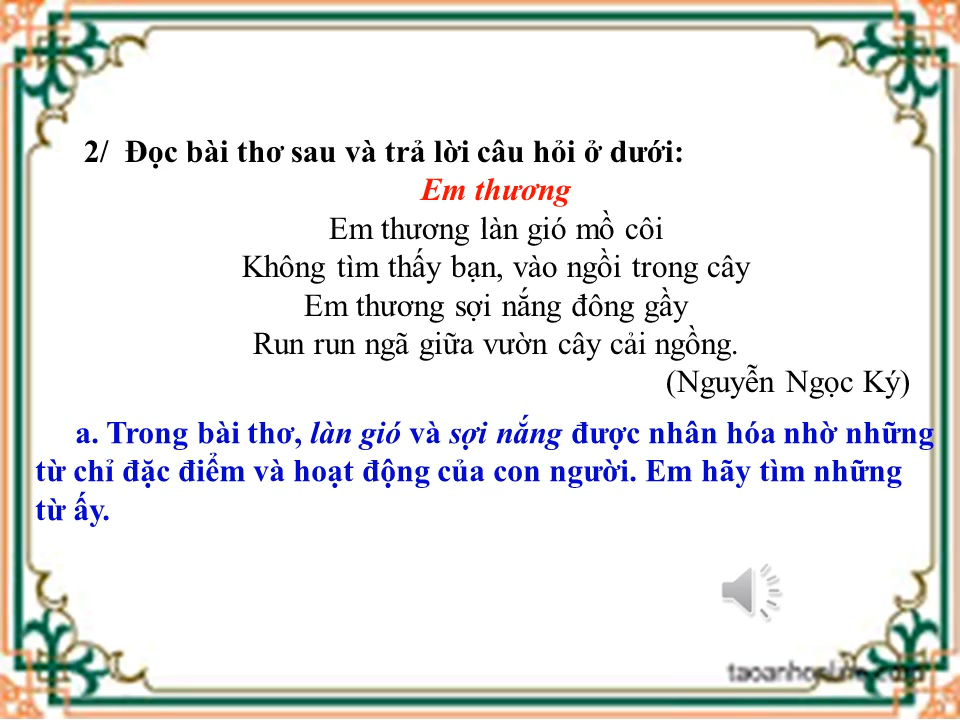 2/ Đọc bài thơ sau và trả lời câu hỏi ở dưới:
Em thương
Em thương làn gió mồ côi
Không tìm thấy bạn, vào ngồi trong cây
Em thương sợi nắng đông gầy
Run run ngã giữa vườn cây cải ngồng.
(Nguyễn Ngọc Ký)
a. Trong bài thơ, làn gió và sợi nắng được nhân hóa nhờ những
từ chỉ đặc điểm và hoạt động của con người. Em hãy tìm những
từ ấy.
taoanhonline.com